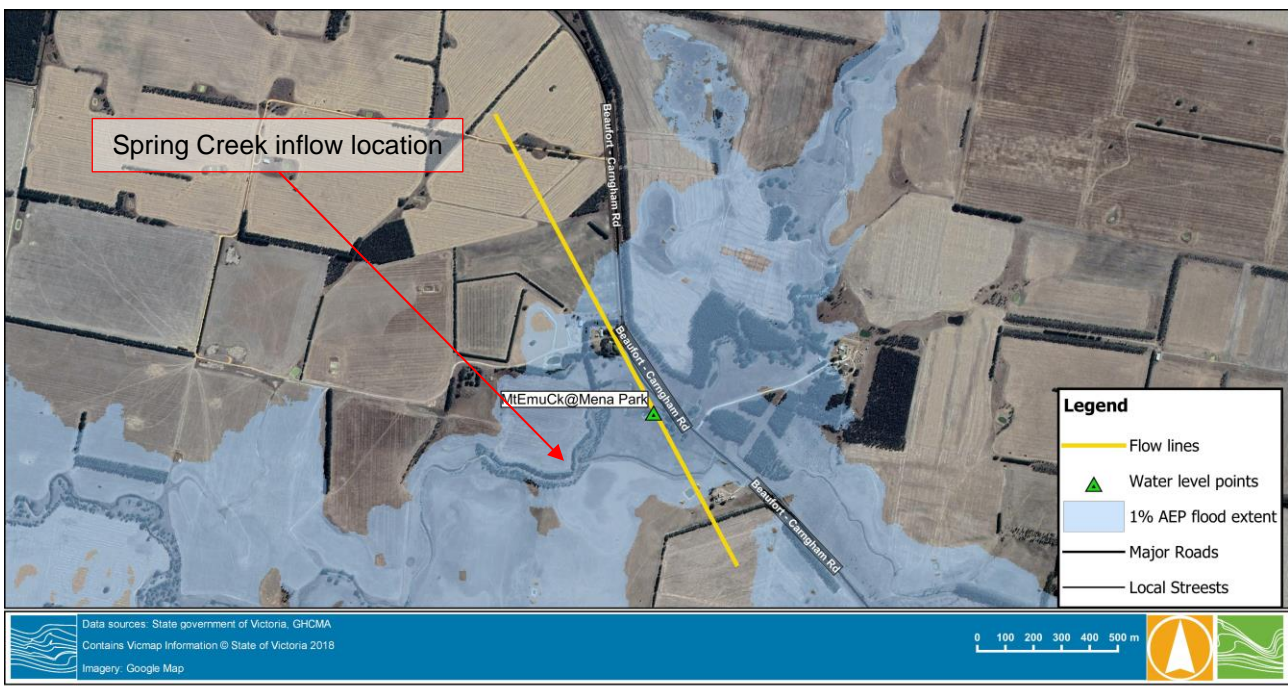 Spring Creek inflow location
Beaufort - Carngham Rd
Beaufort - Carngham Rd
MtEmuCk@Mena Park
Beaufort - Carngham Rd
Legend
Flow lines
Water level points
1% AEP flood extent
Major Roads
Local Streests
Data sources: State government of Victoria, GHCMA
Contains Vicmap Information © State of Victoria 2018
Imagery: Google Map
0 100 200 300 400 500 m